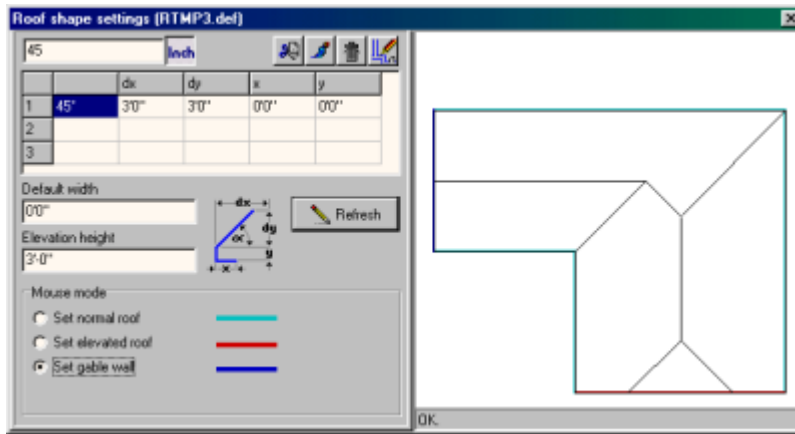 Roof shape settings (RTMP3.def)
45 Inch
dx dy x y
1 45° 3'0" 3'0" 0'0" 0'0"
2
3
Default width
0'0"
dx
Refresh
dy
α
Elevation height
y
3'-0"
x
Mouse mode
Set normal roof
Set elevated roof
Set gable wall
OK.